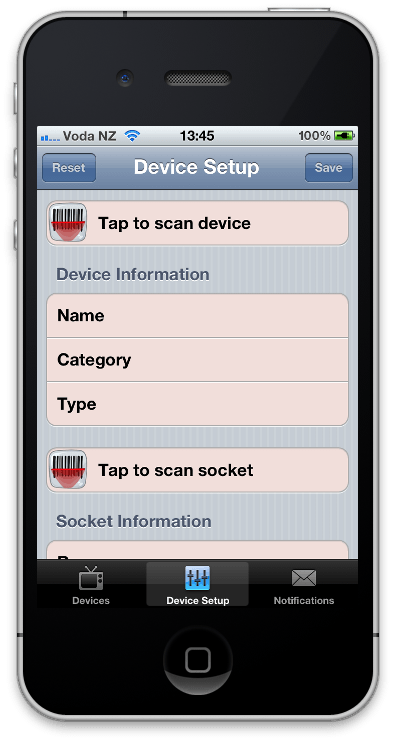 Voda NZ 13:45 100%
Reset Device Setup Save
Tap to scan device
Device Information
Name
Category
Type
Tap to scan socket
Socket Information
Devices Device Setup Notifications